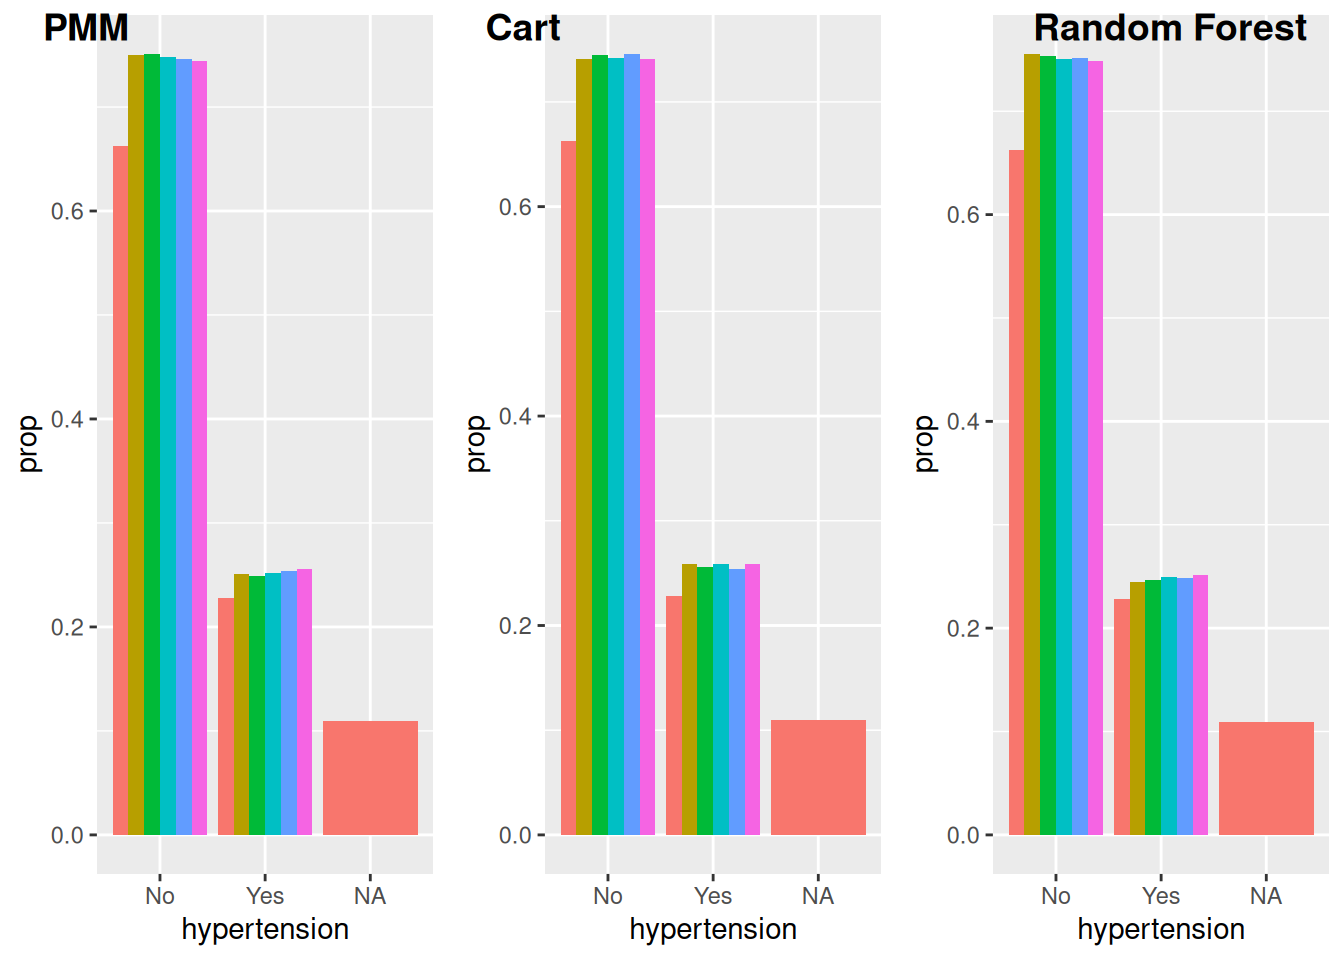 PMM
prop
0.6
0.4
0.2
0.0
No Yes NA
hypertension
Cart
prop
0.6
0.4
0.2
0.0
No Yes NA
hypertension
Random Forest
prop
0.6
0.4
0.2
0.0
No Yes NA
hypertension